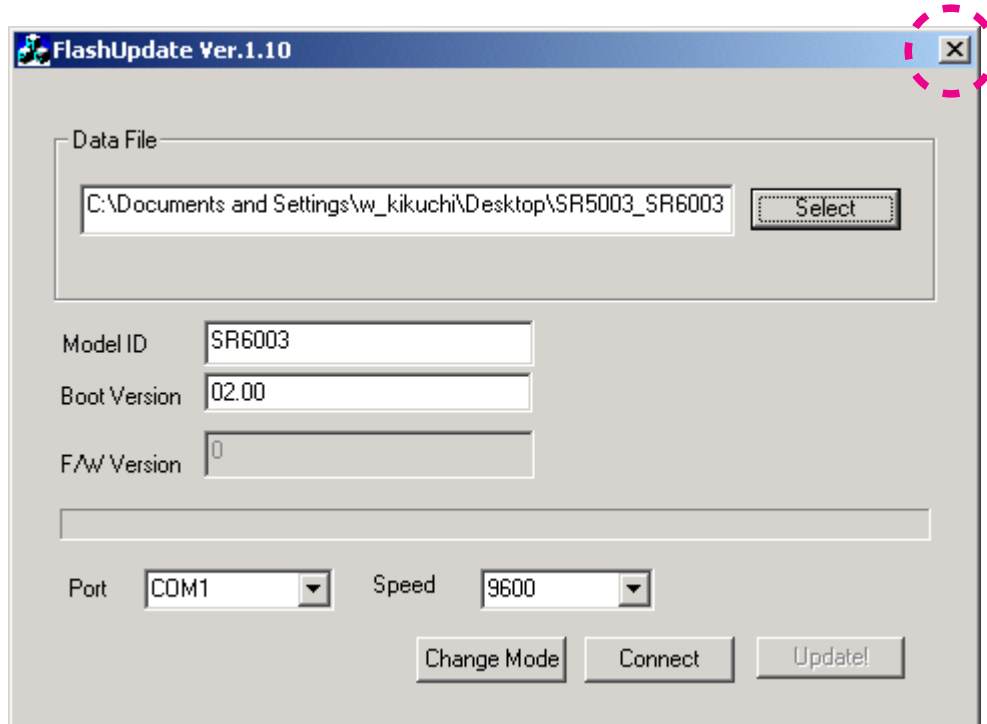 FlashUpdate Ver.1.10
Data File
C:\Documents and Settings\w_kikuchi\Desktop\SR5003_SR6003
Select
Model ID
SR6003
Boot Version
02.00
F/W Version
0
Port
COM1
Speed
9600
Change Mode
Connect
Update!